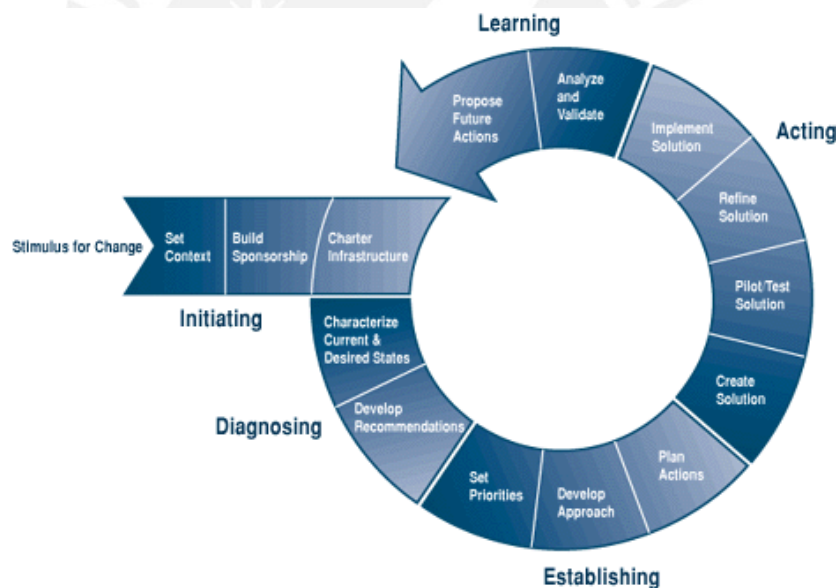 Learning
Analyze
and
Validate
Propose
Future
Actions
Implement
Solution
Acting
Refine
Solution
Stimulus for Change
Set
Context
Build
Sponsorship
Charter
Infrastructure
Pilot/Test
Solution
Initiating
Characterize
Current &
Desired States
Create
Solution
Diagnosing
Develop
Recommendations
Set
Priorities
Develop
Approach
Plan
Actions
Establishing